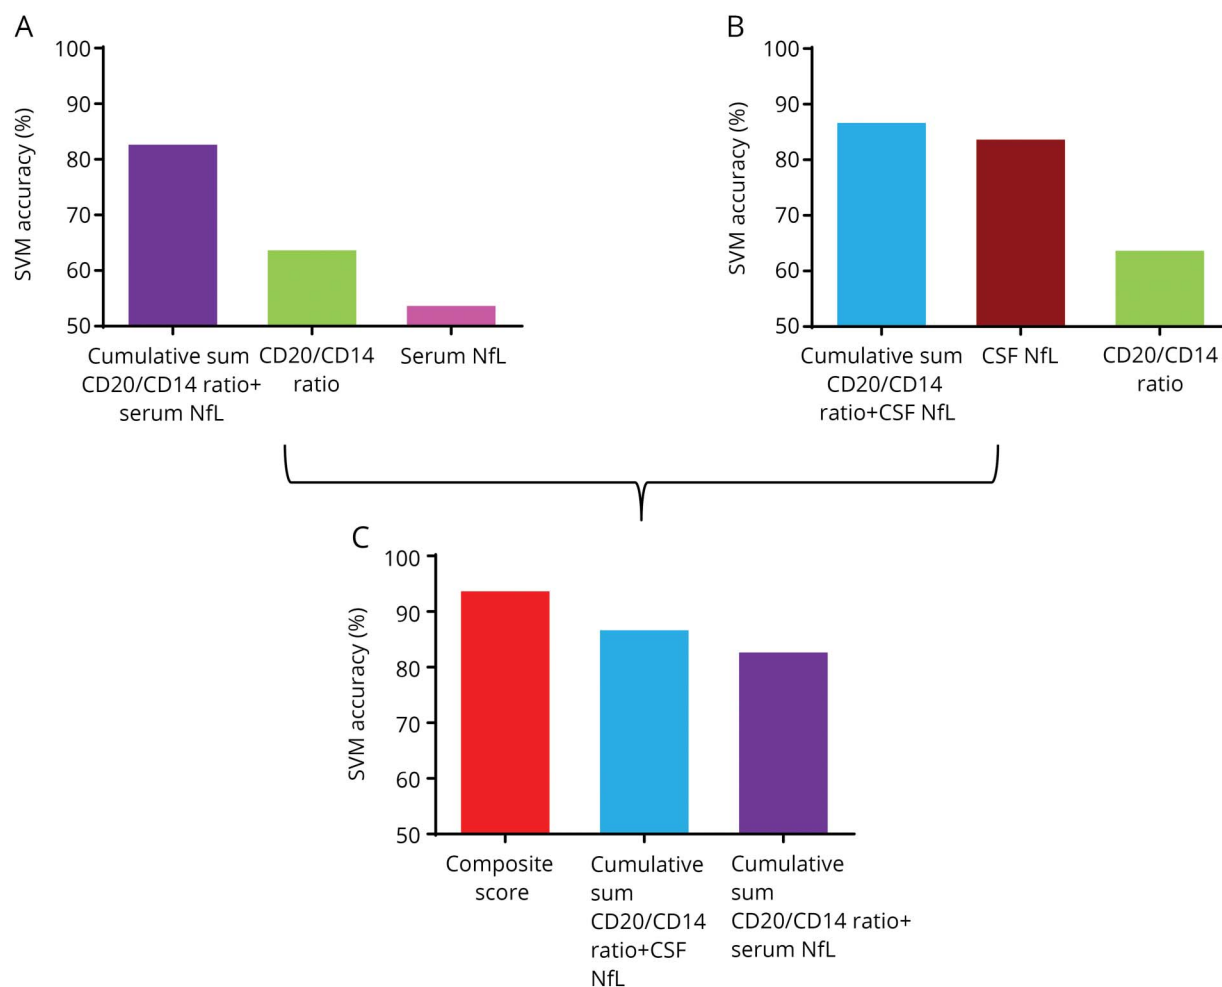 A
SVM accuracy (%)
100
90
80
70
60
50
Cumulative sum
CD20/CD14 ratio+
serum NfL
CD20/CD14
ratio
Serum NfL
B
SVM accuracy (%)
100
90
80
70
60
50
Cumulative sum
CD20/CD14
ratio+CSF NfL
CSF NfL
CD20/CD14
ratio
C
SVM accuracy (%)
100
90
80
70
60
50
Composite
score
Cumulative
sum
CD20/CD14
ratio+CSF
NfL
Cumulative
sum
CD20/CD14 ratio+
serum NfL